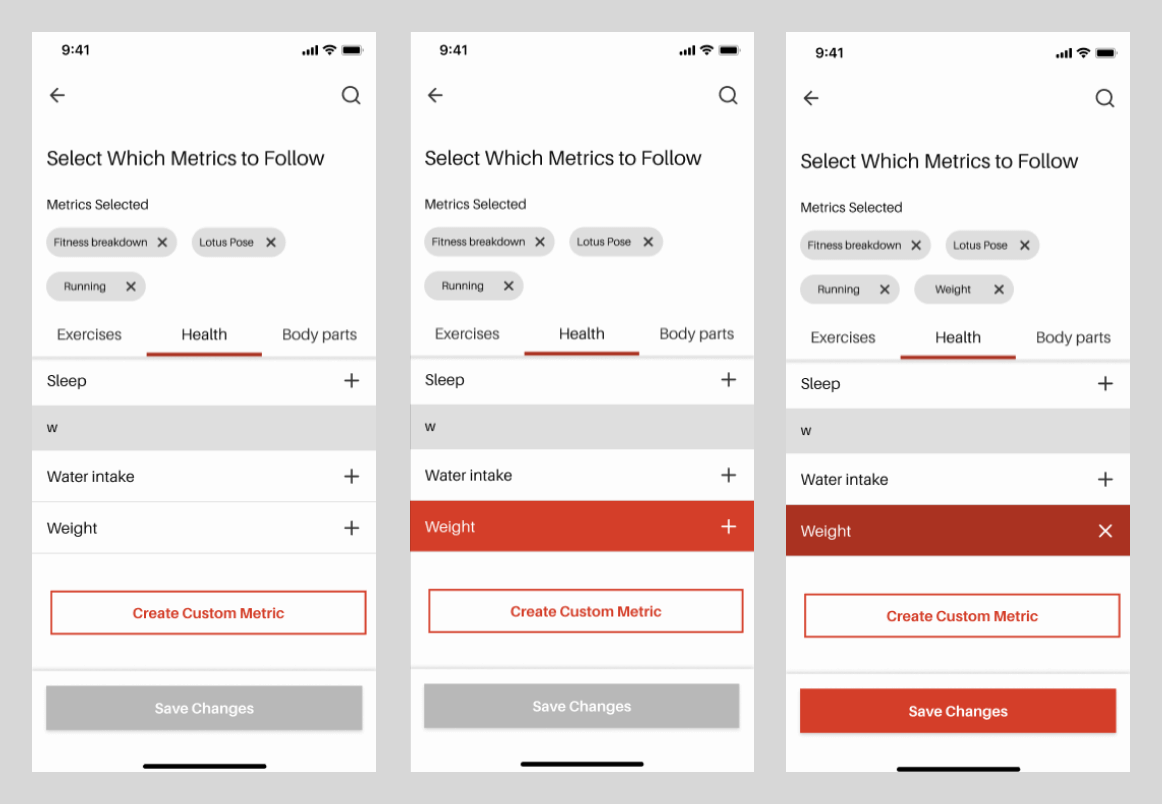 9:41
Select Which Metrics to Follow
Metrics Selected
Fitness breakdown
Lotus Pose
Running
Exercises Health Body parts
Sleep
w
Water intake
Weight
Create Custom Metric
Save Changes
9:41
Select Which Metrics to Follow
Metrics Selected
Fitness breakdown
Lotus Pose
Running
Exercises Health Body parts
Sleep
w
Water intake
Weight
Create Custom Metric
Save Changes
9:41
Select Which Metrics to Follow
Metrics Selected
Fitness breakdown
Lotus Pose
Running
Weight
Exercises Health Body parts
Sleep
w
Water intake
Weight
Create Custom Metric
Save Changes